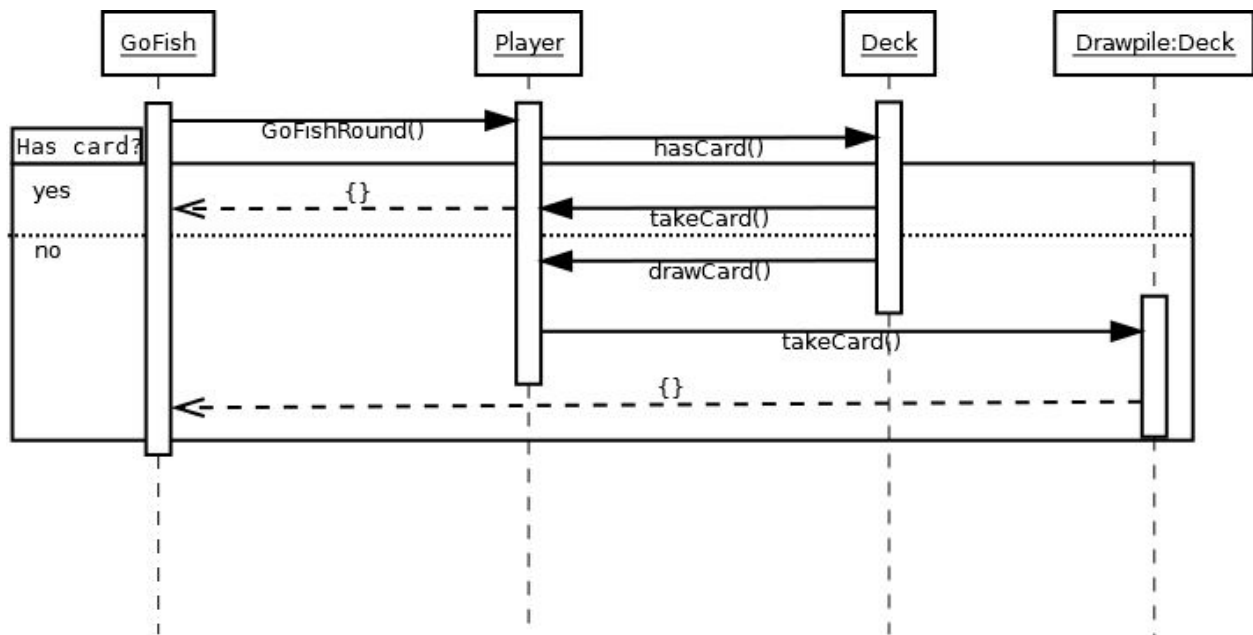 GoFish
Player
Deck
Drawpile:Deck
GoFishRound()
Has card?
hasCard()
yes
{}
takeCard()
no
drawCard()
takeCard()
{}